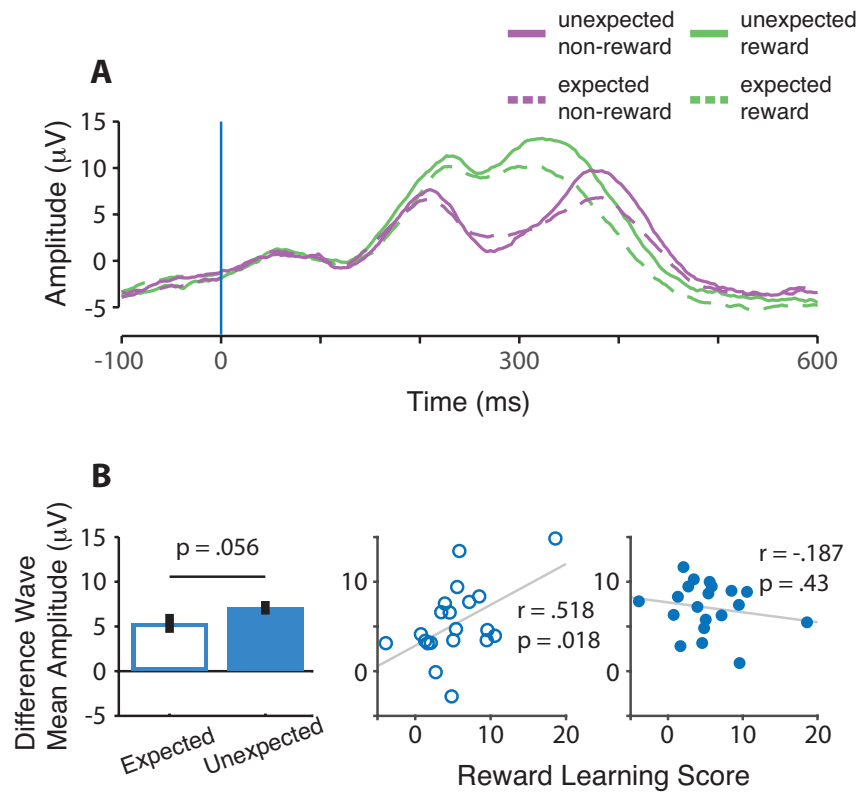 A
unexpected
non-reward
unexpected
reward
expected
non-reward
expected
reward
Amplitude (μV)
15
10
5
0
-5
-100
0
300
600
Time (ms)
B
Difference Wave
Mean Amplitude (μV)
15
10
5
0
-5
p = .056
Expected
Unexpected
10
0
r = .518
p = .018
0
10
20
10
0
r = -.187
p = .43
0
10
20
Reward Learning Score